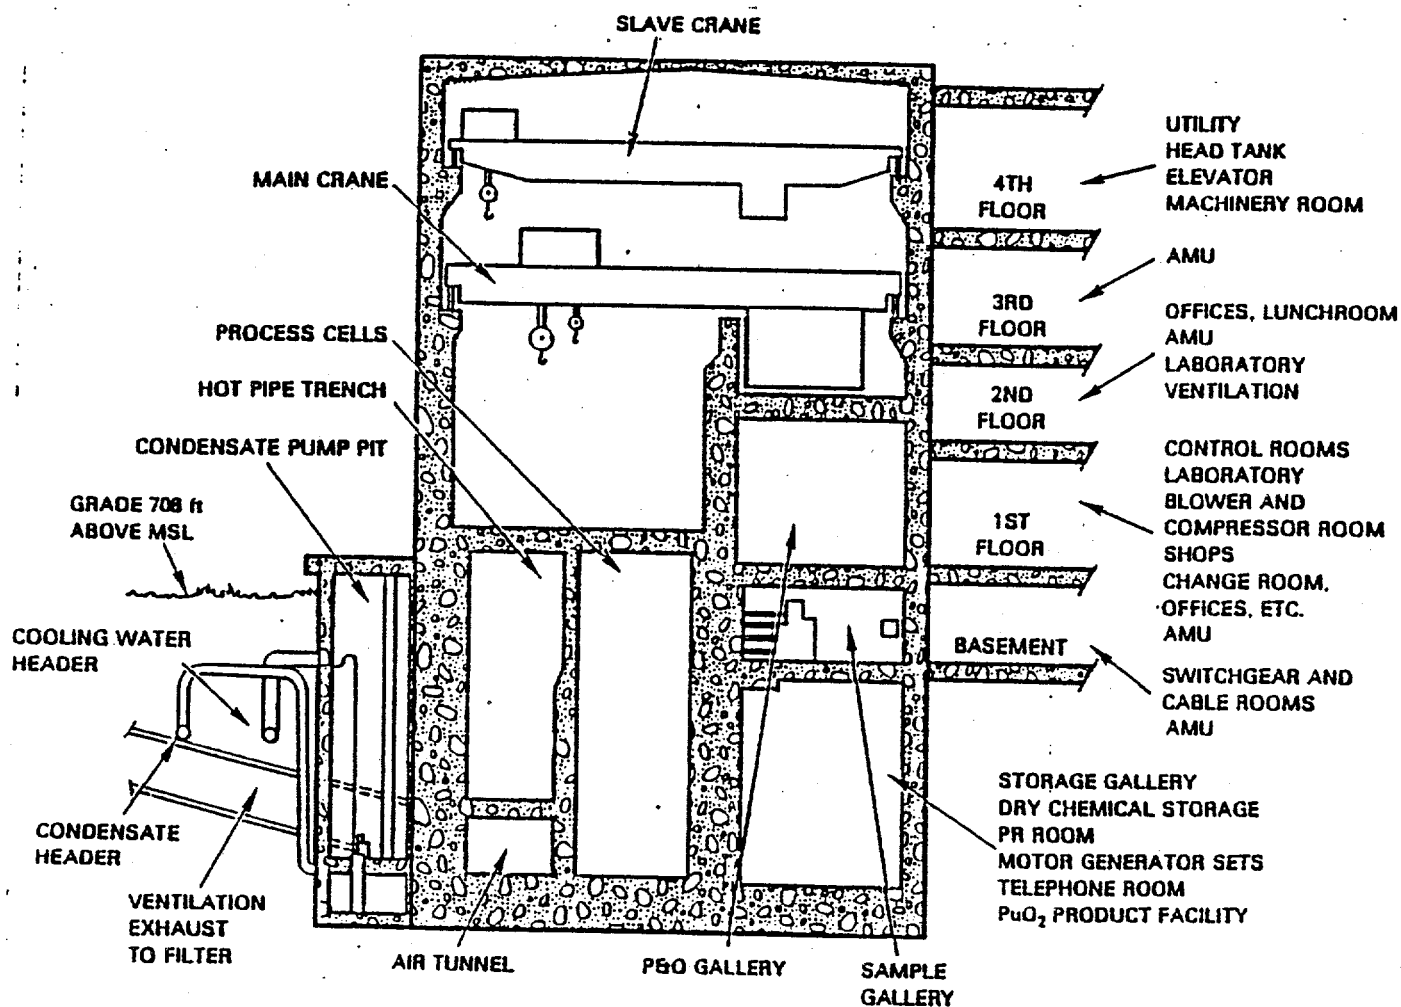 SLAVE CRANE
MAIN CRANE
PROCESS CELLS
HOT PIPE TRENCH
CONDENSATE PUMP PIT
GRADE 708 ft
ABOVE MSL
COOLING WATER
HEADER
CONDENSATE
HEADER
VENTILATION
EXHAUST
TO FILTER
AIR TUNNEL
P&O GALLERY
SAMPLE
GALLERY
4TH
FLOOR
UTILITY
HEAD TANK
ELEVATOR
MACHINERY ROOM
3RD
FLOOR
AMU
2ND
FLOOR
OFFICES, LUNCHROOM
AMU
LABORATORY
VENTILATION
1ST
FLOOR
CONTROL ROOMS
LABORATORY
BLOWER AND
COMPRESSOR ROOM
SHOPS
CHANGE ROOM,
OFFICES, ETC.
AMU
BASEMENT
SWITCHGEAR AND
CABLE ROOMS
AMU
STORAGE GALLERY
DRY CHEMICAL STORAGE
PR ROOM
MOTOR GENERATOR SETS
TELEPHONE ROOM
PuO₂ PRODUCT FACILITY